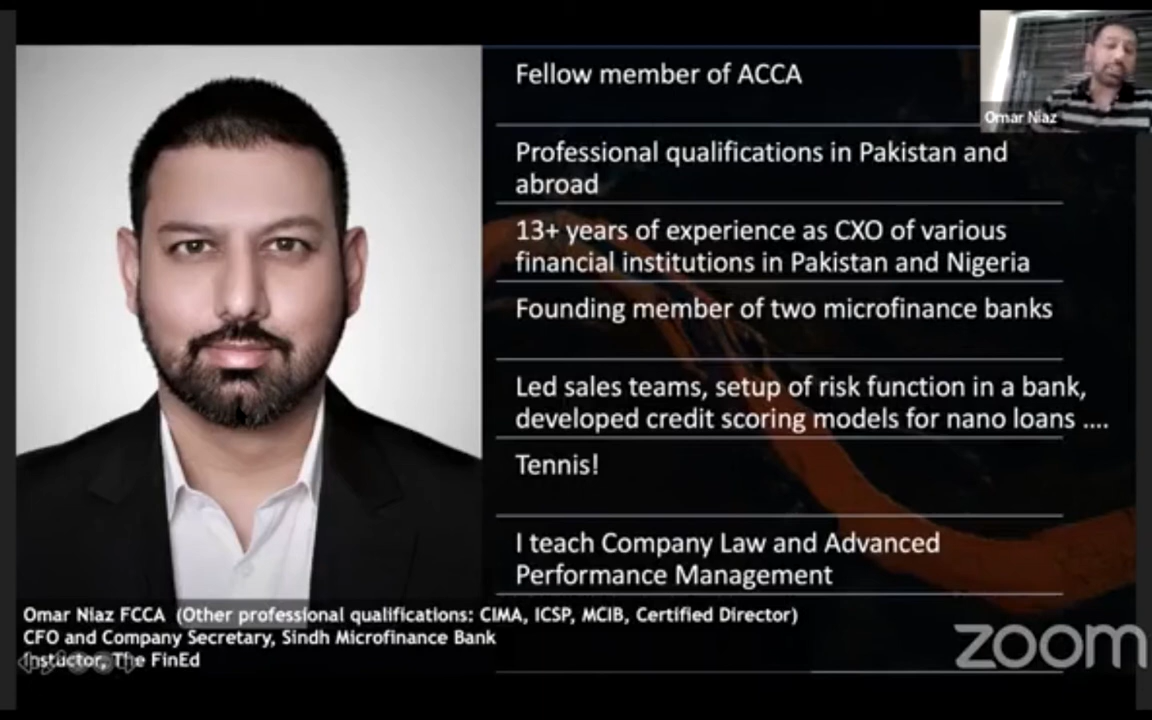 Omar Niaz
Fellow member of ACCA
Professional qualifications in Pakistan and
abroad
13+ years of experience as CXO of various
financial institutions in Pakistan and Nigeria
Founding member of two microfinance banks
Led sales teams, setup of risk function in a bank,
developed credit scoring models for nano loans ....
Tennis!
I teach Company Law and Advanced
Performance Management
Omar Niaz FCCA (Other professional qualifications: CIMA, ICSP, MCIB, Certified Director)
CFO and Company Secretary, Sindh Microfinance Bank
Instuctor, The FinEd
zoom